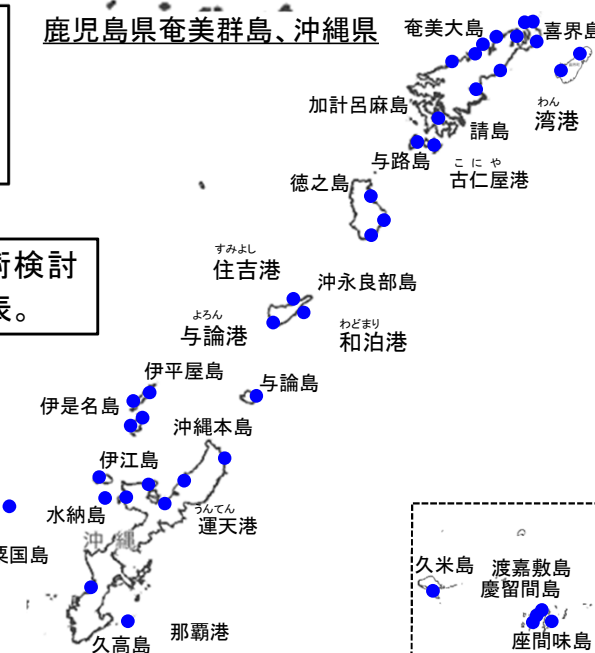 鹿児島県奄美群島、沖縄県
奄美大島
喜界島
加計呂麻島
わん
湾港
請島
与路島
こにや
古仁屋港
徳之島
術検討
表。
すみよし
住吉港
沖永良部島
よろん
与論港
わどまり
和泊港
伊平屋島
与論島
伊是名島
沖縄本島
伊江島
水納島
うんてん
運天港
沖縄
粟国島
久高島
那覇港
久米島
渡嘉敷島
慶留間島
座間味島